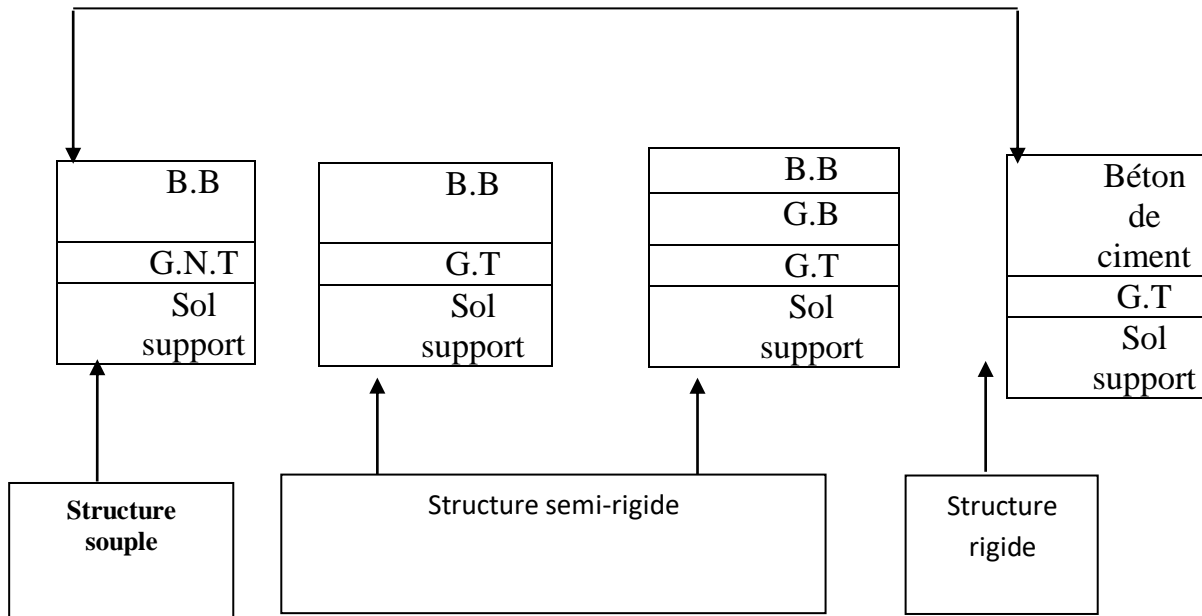 B.B
G.N.T
Sol
support
B.B
G.T
Sol
support
B.B
G.B
G.T
Sol
support
Béton
de
ciment
G.T
Sol
support
Structure
souple
Structure semi-rigide
Structure
rigide